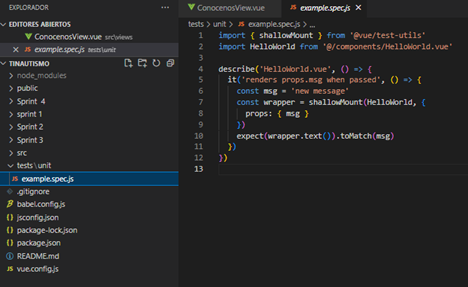 EXPLORADOR
EDITORES ABIERTOS
ConocenosView.vue src\views
example.spec.js tests\unit
TINAUTISMO
node_modules
public
Sprint 4
sprint 1
Sprint 2
Sprint 3
src
tests\unit
example.spec.js
.gitignore
babel.config.js
jsconfig.json
package-lock.json
package.json
README.md
vue.config.js
ConocenosView.vue
example.spec.js
tests > unit > example.spec.js > ...
1 import { shallowMount } from '@vue/test-utils'
2 import HelloWorld from '@/components/HelloWorld.vue'
3
4 describe('HelloWorld.vue', () => {
5 it('renders props.msg when passed', () => {
6 const msg = 'new message'
7 const wrapper = shallowMount(HelloWorld, {
8 props: { msg }
9 })
10 expect(wrapper.text()).toMatch(msg)
11 })
12 })
13